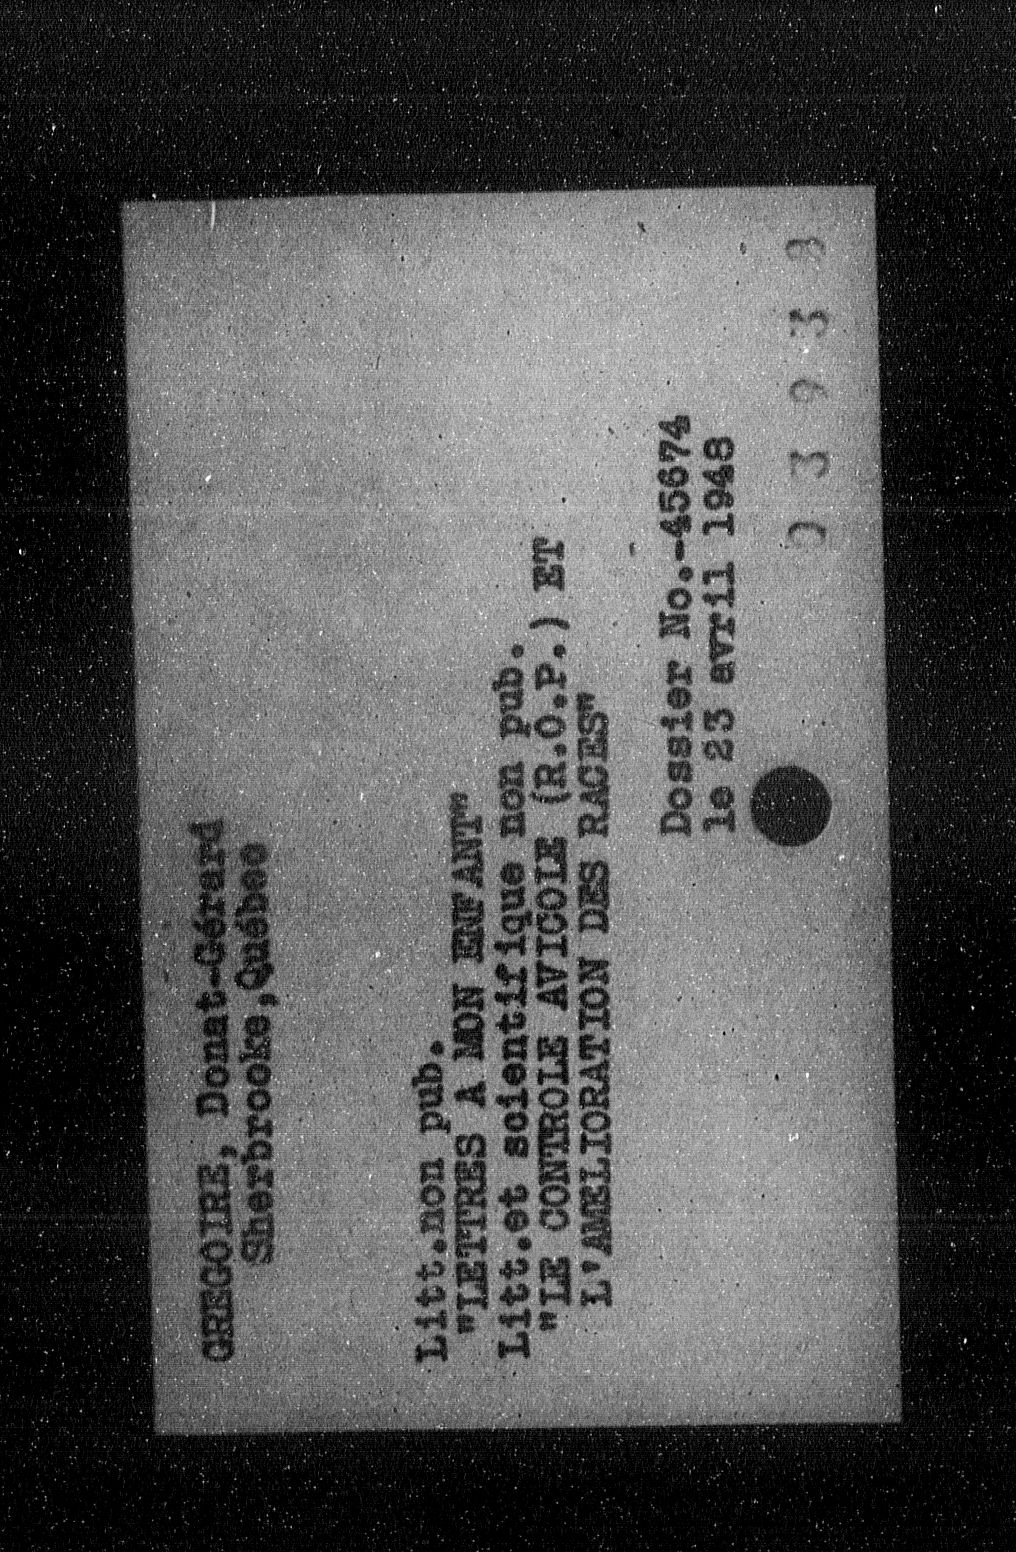 GREGOIRE, Donat-Gérard
Sherbrooke,Québec
Litt.non pub.
"LETTRES A MON ENFANT"
Litt.et scientifique non pub.
"LE CONTROLE AVICOLE (R.O.P.) ET
L'AMELIORATION DES RACES"
Dossier No.-45674
le 23 avril 1948
03933